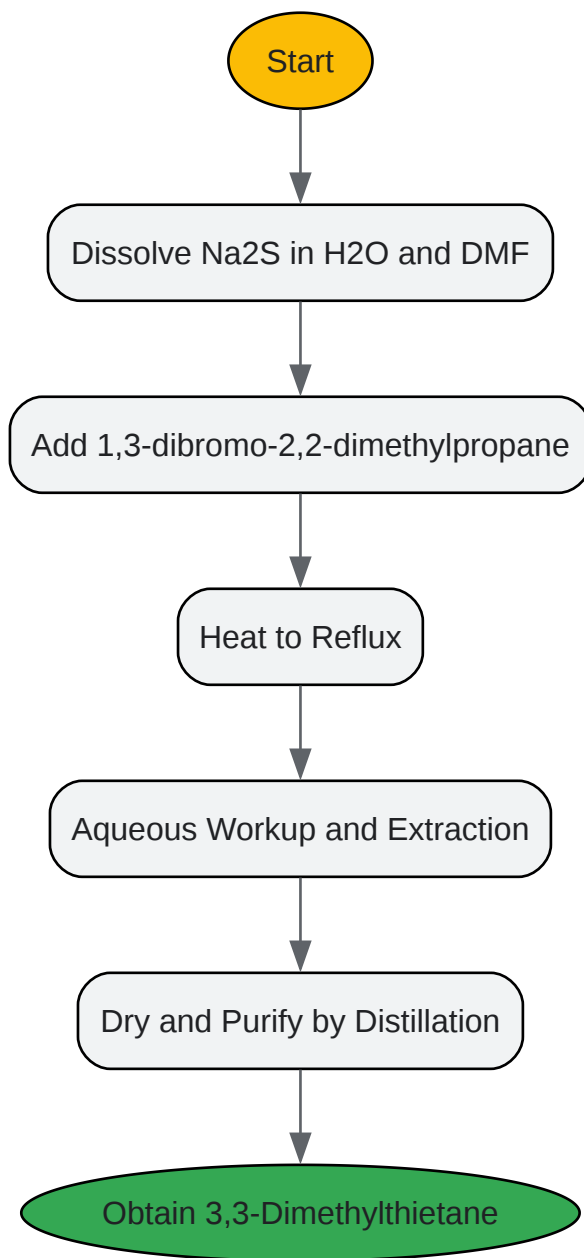 Start
Dissolve Na2S in H2O and DMF
Add 1,3-dibromo-2,2-dimethylpropane
Heat to Reflux
Aqueous Workup and Extraction
Dry and Purify by Distillation
Obtain 3,3-Dimethylthietane